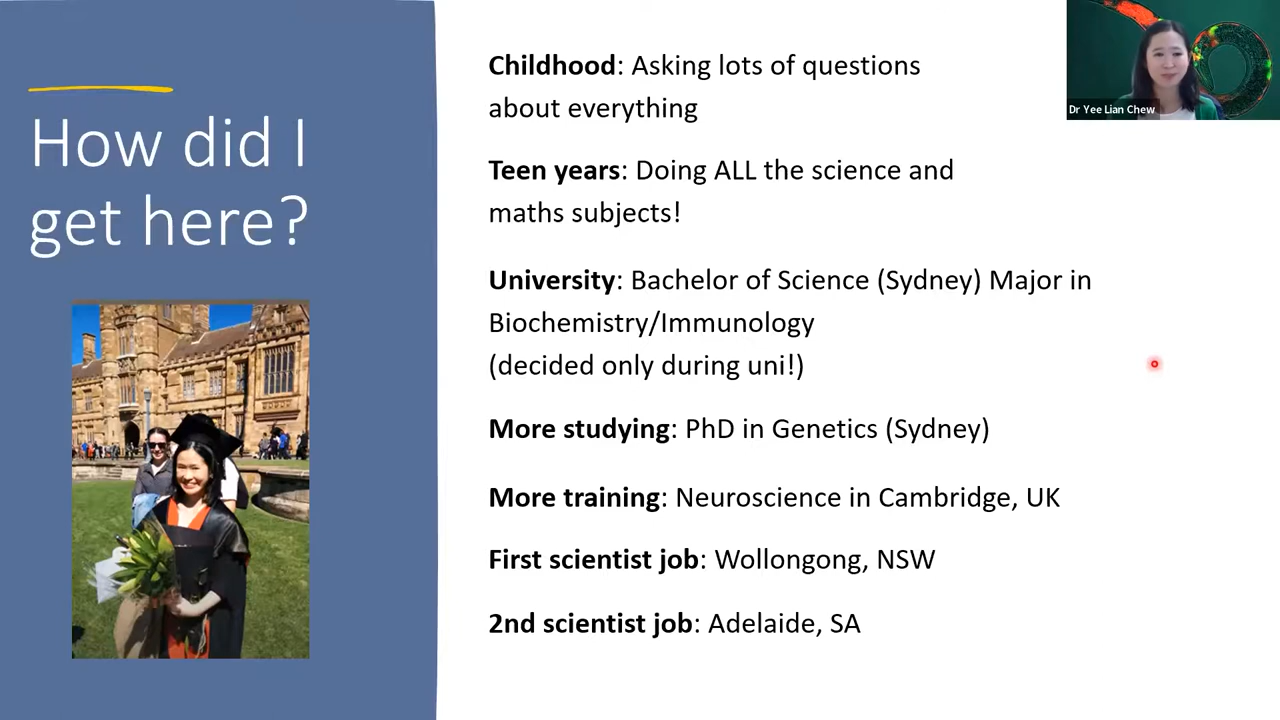 How did I
get here?
Childhood: Asking lots of questions
about everything
Teen years: Doing ALL the science and
maths subjects!
University: Bachelor of Science (Sydney) Major in
Biochemistry/Immunology
(decided only during uni!)
More studying: PhD in Genetics (Sydney)
More training: Neuroscience in Cambridge, UK
First scientist job: Wollongong, NSW
2nd scientist job: Adelaide, SA
Dr Yee Lian Chew